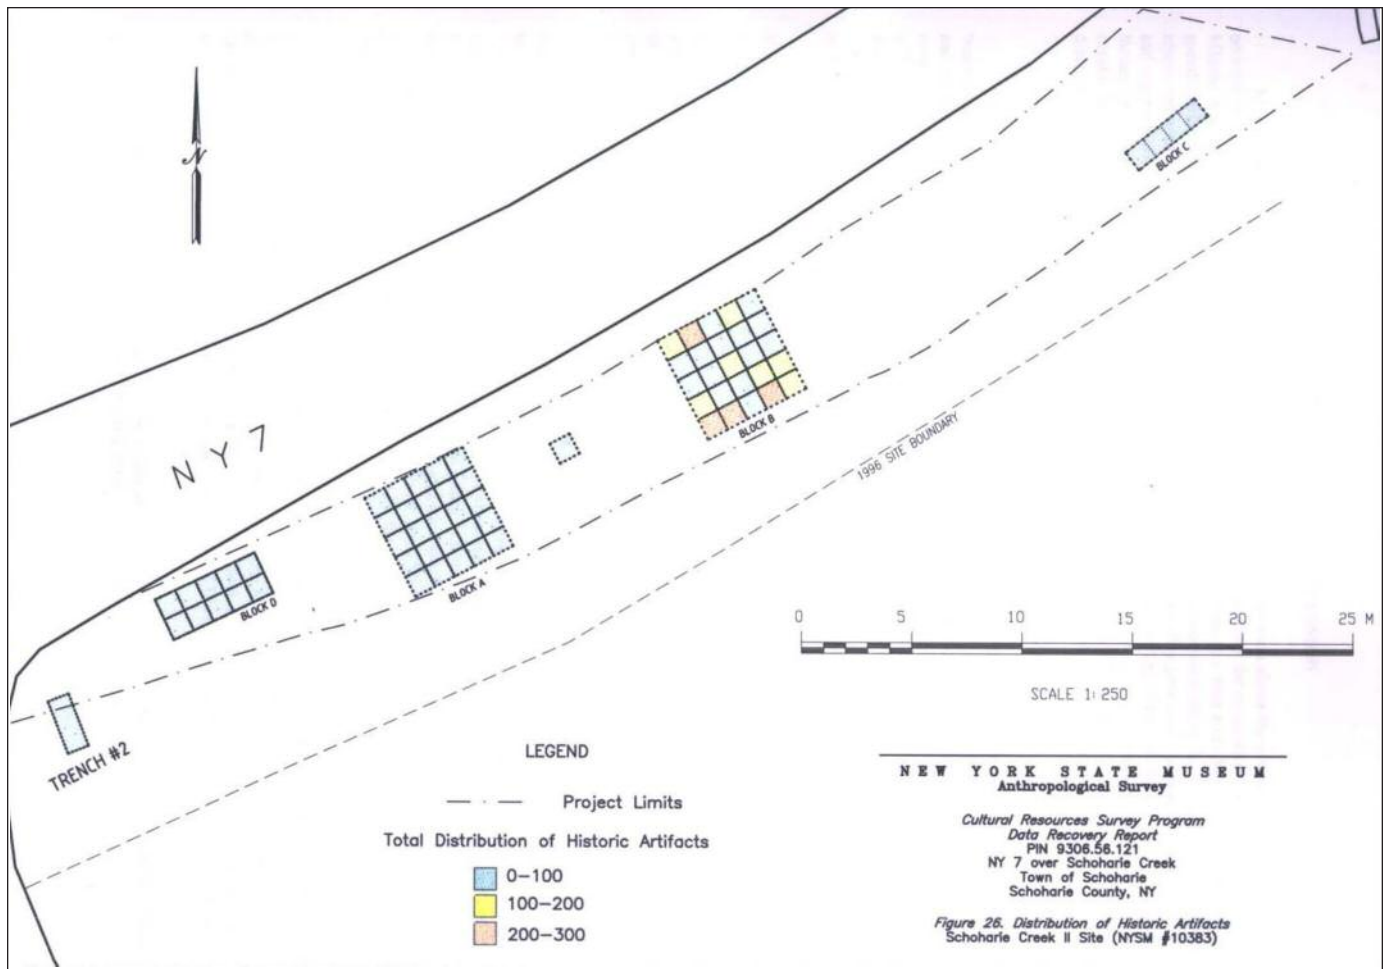 N
BLOCK C
NY 7
BLOCK B
1996 SITE BOUNDARY
BLOCK A
BLOCK D
TRENCH #2
0 5 10 15 20 25 M
SCALE 1:250
LEGEND
Project Limits
Total Distribution of Historic Artifacts
0-100
100-200
200-300
NEW YORK STATE MUSEUM
Anthropological Survey
Cultural Resources Survey Program
Data Recovery Report
PIN 9306.56.121
NY 7 over Schoharie Creek
Town of Schoharie
Schoharie County, NY
Figure 26. Distribution of Historic Artifacts
Schoharie Creek II Site (NYSM #10383)